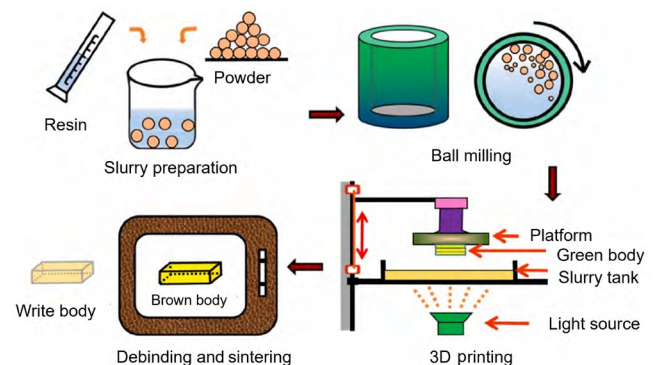 Resin
Powder
Slurry preparation
Ball milling
Platform
Green body
Slurry tank
Light source
3D printing
Brown body
Write body
Debinding and sintering